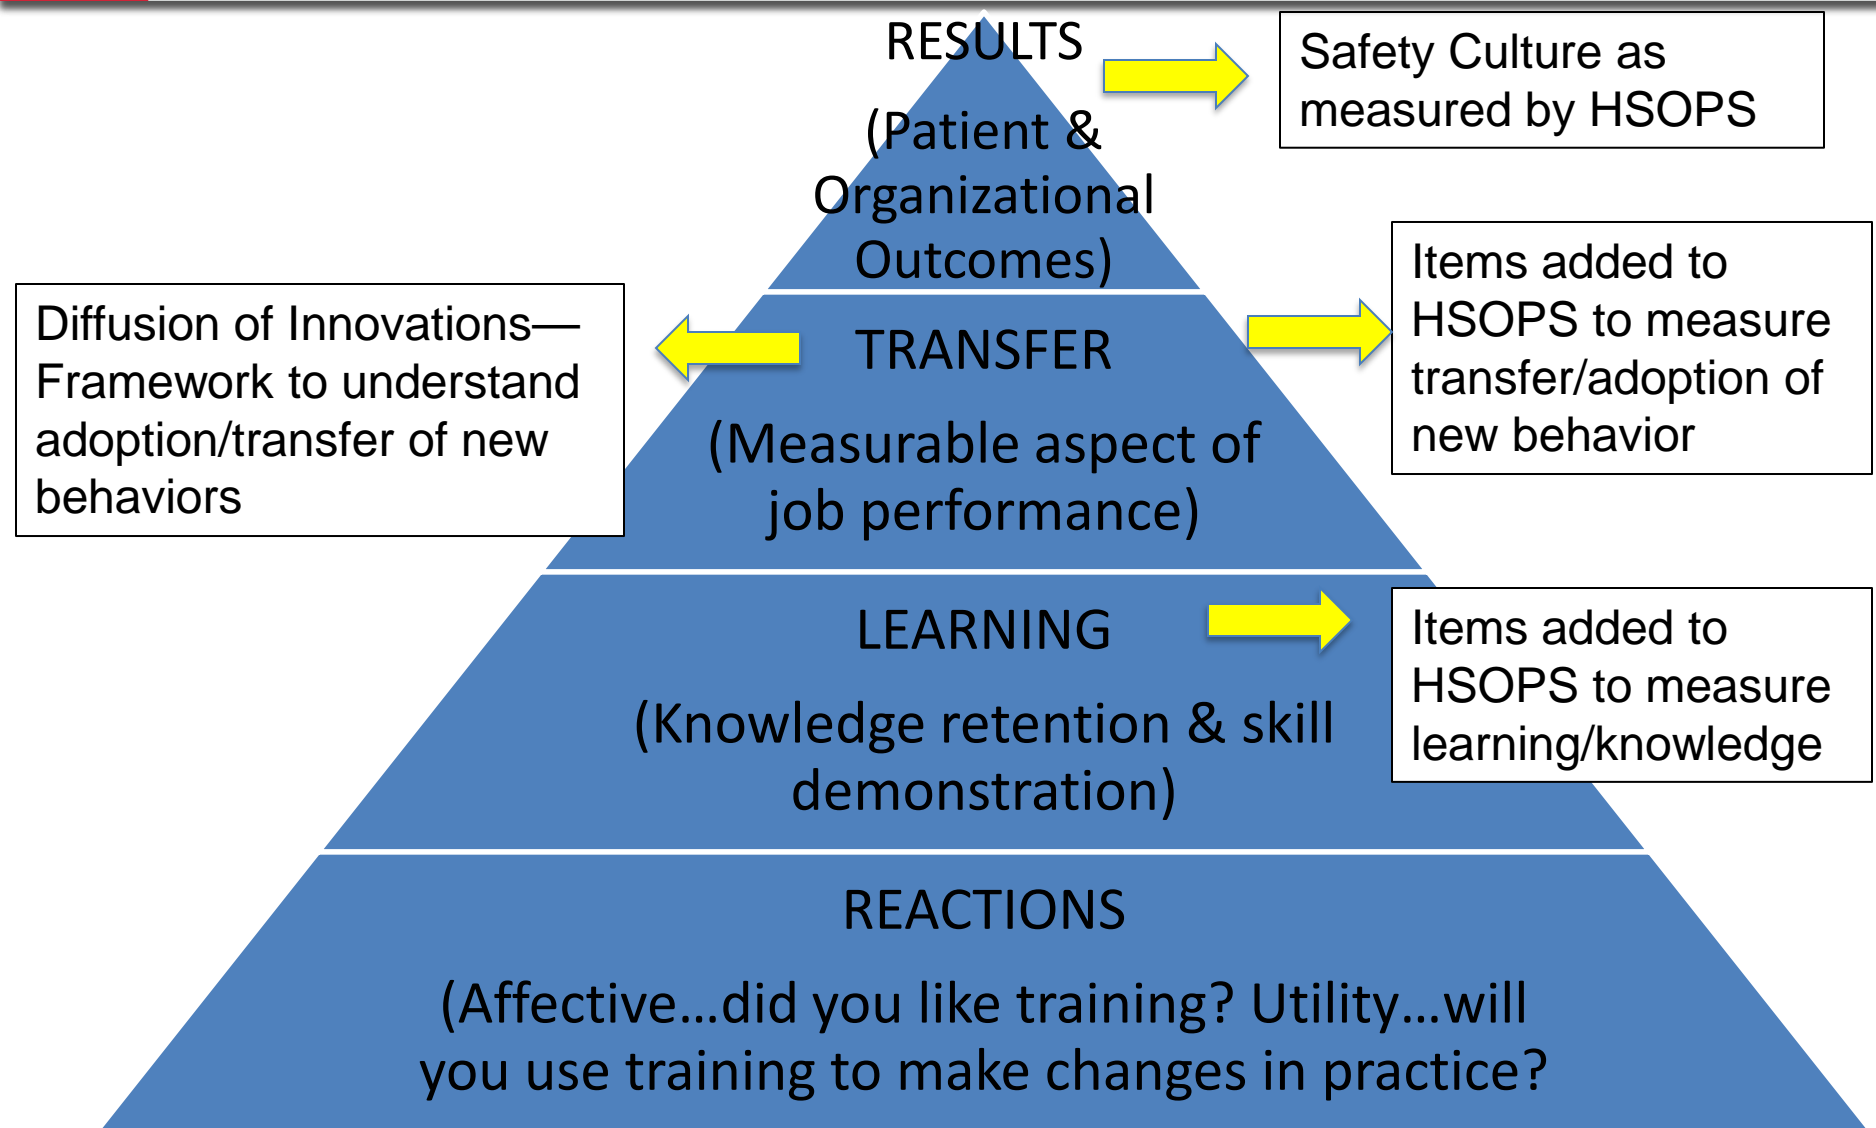 RESULTS
(Patient &
Organizational
Outcomes)
Safety Culture as
measured by HSOPS
Diffusion of Innovations—
Framework to understand
adoption/transfer of new
behaviors
TRANSFER
(Measurable aspect of
job performance)
Items added to
HSOPS to measure
transfer/adoption of
new behavior
LEARNING
(Knowledge retention & skill
demonstration)
Items added to
HSOPS to measure
learning/knowledge
REACTIONS
(Affective...did you like training? Utility...will
you use training to make changes in practice?